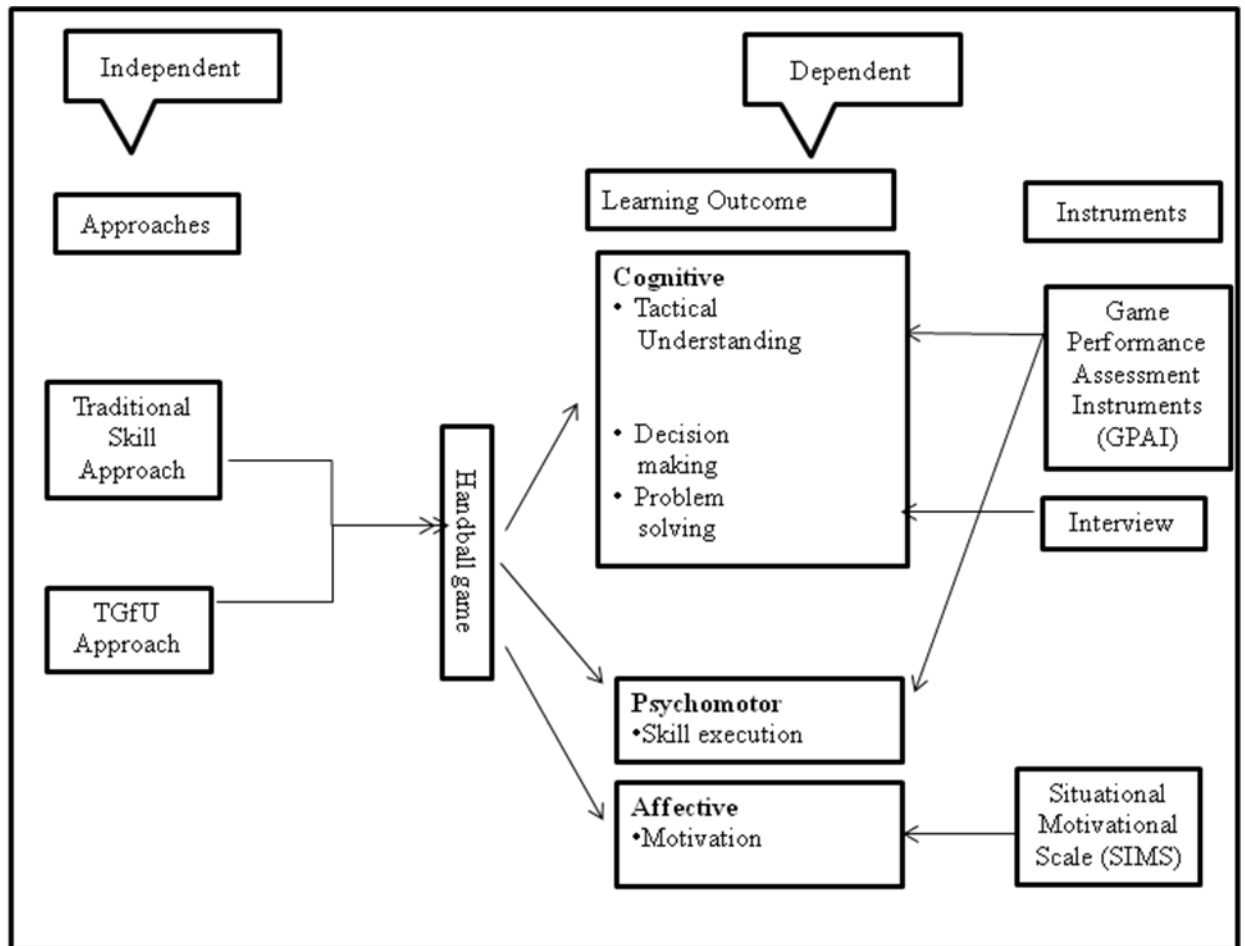 Independent
Dependent
Approaches
Learning Outcome
Instruments
Traditional
Skill
Approach
TGfU
Approach
Handball game
Cognitive
• Tactical
Understanding
• Decision
making
• Problem
solving
Psychomotor
•Skill execution
Affective
•Motivation
Game
Performance
Assessment
Instruments
(GPAI)
Interview
Situational
Motivational
Scale (SIMS)